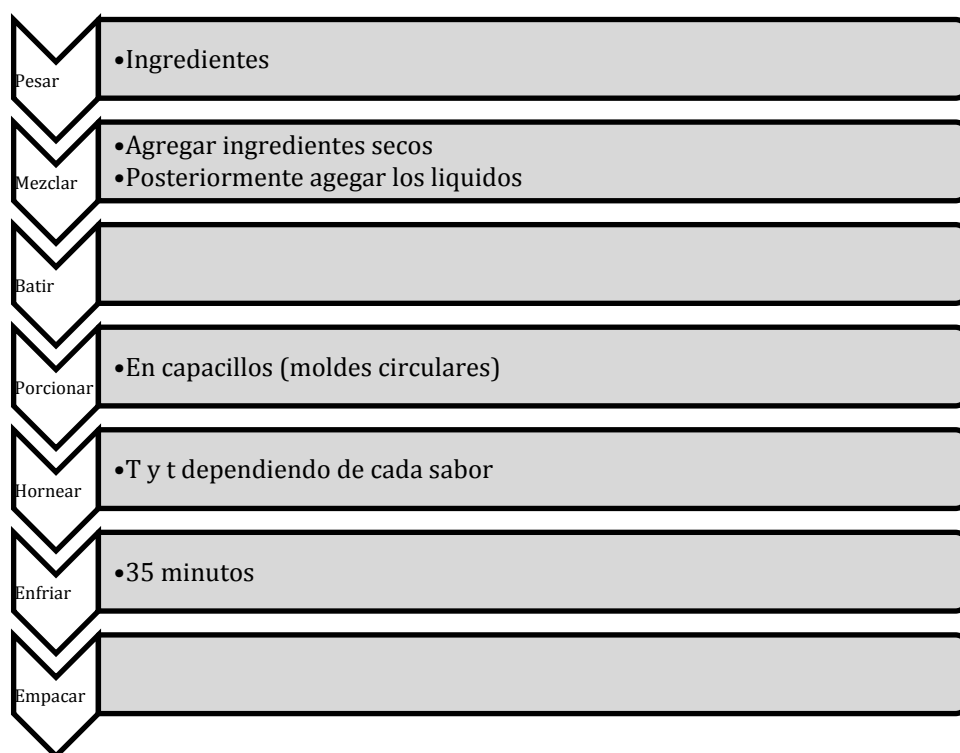 Pesar
•Ingredientes
Mezclar
•Agregar ingredientes secos
•Posteriormente agegar los liquidos
Batir
Porcionar
•En capacillos (moldes circulares)
Hornear
•T y t dependiendo de cada sabor
Enfriar
•35 minutos
Empacar